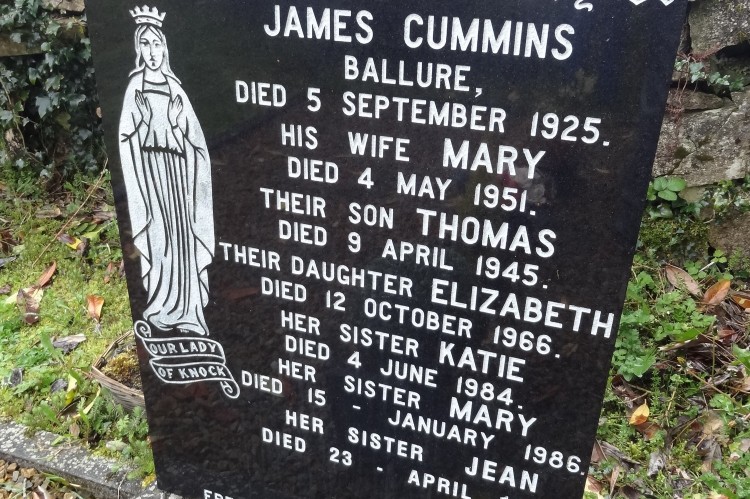 JAMES CUMMINS
BALLURE,
DIED 5 SEPTEMBER 1925.
HIS WIFE MARY
DIED 4 MAY 1951.
THEIR SON THOMAS
DIED 9 APRIL 1945.
THEIR DAUGHTER ELIZABETH
DIED 12 OCTOBER 1966.
HER SISTER KATIE
DIED 4 JUNE 1984.
HER SISTER MARY
DIED 15 - JANUARY 1986.
HER SISTER JEAN
DIED 23 - APRIL
OUR LADY
OF KNOCK